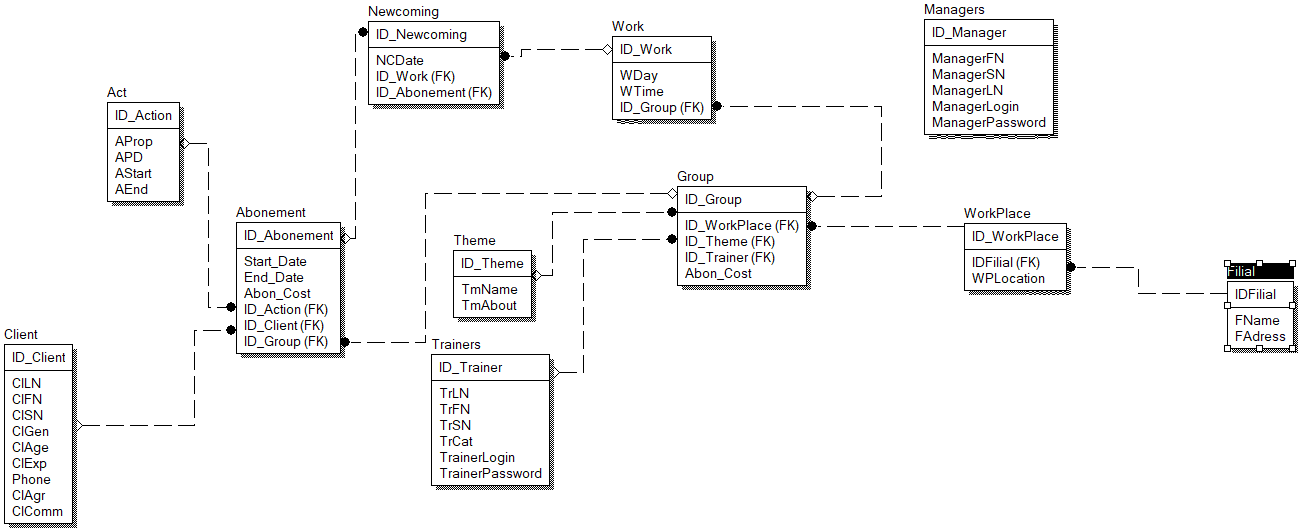 Newcoming
ID_Newcoming
NCDate
ID_Work (FK)
ID_Abonement (FK)
Work
ID_Work
WDay
WTime
ID_Group (FK)
Managers
ID_Manager
ManagerFN
ManagerSN
ManagerLN
ManagerLogin
ManagerPassword
Act
ID_Action
AProp
APD
AStart
AEnd
Group
ID_Group
ID_WorkPlace (FK)
ID_Theme (FK)
ID_Trainer (FK)
Abon_Cost
Abonement
ID_Abonement
Start_Date
End_Date
Abon_Cost
ID_Action (FK)
ID_Client (FK)
ID_Group (FK)
Theme
ID_Theme
TmName
TmAbout
WorkPlace
ID_WorkPlace
IDFilial (FK)
WPLocation
Filial
IDFilial
FName
FAdress
Client
ID_Client
ClLN
ClFN
ClSN
ClGen
ClAge
ClExp
Phone
ClAgr
ClComm
Trainers
ID_Trainer
TrLN
TrFN
TrSN
TrCat
TrainerLogin
TrainerPassword